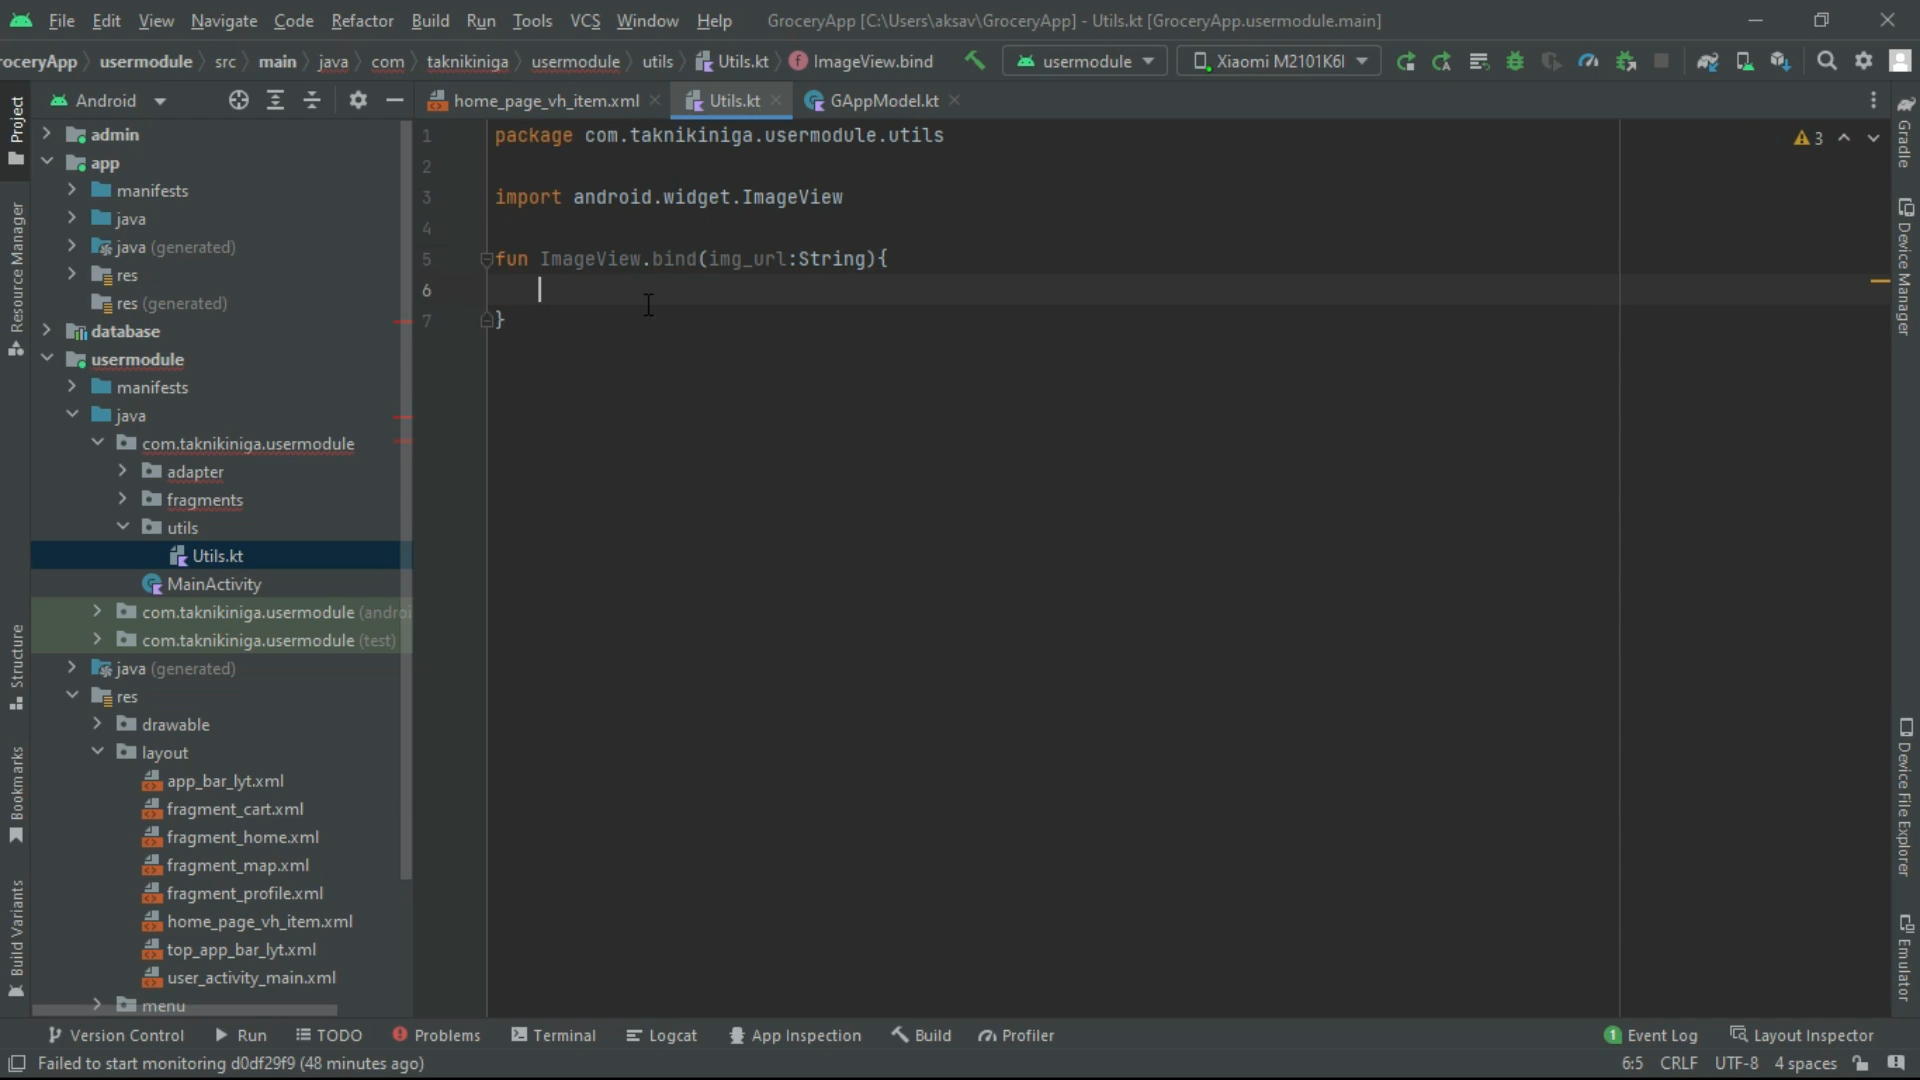 File Edit View Navigate Code Refactor Build Run Tools VCS Window Help GroceryApp [C:\Users\aksav\GroceryApp] - Utils.kt [GroceryApp.usermodule.main]
roceryApp usermodule src main java com taknikiniga usermodule utils Utils.kt ImageView.bind usermodule Xiaomi M2101K6I
Android home_page_vh_item.xml Utils.kt GAppModel.kt
Project
Resource Manager
Structure
Bookmarks
Build Variants
admin
app
manifests
java
java (generated)
res
res (generated)
database
usermodule
manifests
java
com.taknikiniga.usermodule
adapter
fragments
utils
Utils.kt
MainActivity
com.taknikiniga.usermodule (androi
com.taknikiniga.usermodule (test)
java (generated)
res
drawable
layout
app_bar_lyt.xml
fragment_cart.xml
fragment_home.xml
fragment_map.xml
fragment_profile.xml
home_page_vh_item.xml
top_app_bar_lyt.xml
user_activity_main.xml
menu
1 package com.taknikiniga.usermodule.utils
2
3 import android.widget.ImageView
4
5 fun ImageView.bind(img_url:String){
6
7 }
3
Gradle
Device Manager
Device File Explorer
Emulator
Version Control Run TODO Problems Terminal Logcat App Inspection Build Profiler 1 Event Log Layout Inspector
Failed to start monitoring d0df29f9 (48 minutes ago) 6:5 CRLF UTF-8 4 spaces